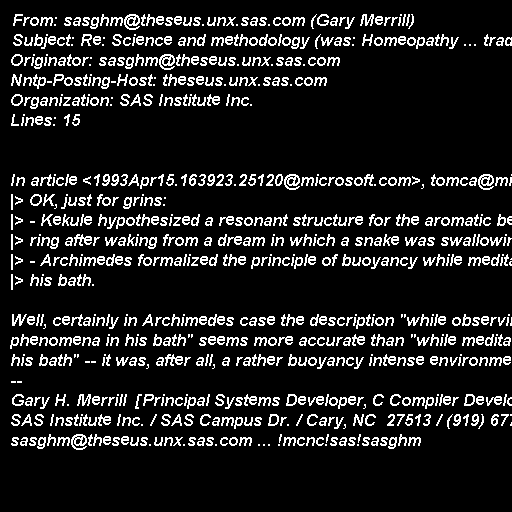 From: sasghm@theseus.unx.sas.com (Gary Merrill)
Subject: Re: Science and methodology (was: Homeopathy ... trad
Originator: sasghm@theseus.unx.sas.com
Nntp-Posting-Host: theseus.unx.sas.com
Organization: SAS Institute Inc.
Lines: 15
In article <1993Apr15.163923.25120@microsoft.com>, tomca@mi
|> OK, just for grins:
|> - Kekule hypothesized a resonant structure for the aromatic be
|> ring after waking from a dream in which a snake was swallowin
|> - Archimedes formalized the principle of buoyancy while medita
|> his bath.
Well, certainly in Archimedes case the description "while observi
phenomena in his bath" seems more accurate than "while medita
his bath" -- it was, after all, a rather buoyancy intense environme
--
Gary H. Merrill  [Principal Systems Developer, C Compiler Develo
SAS Institute Inc. / SAS Campus Dr. / Cary, NC  27513 / (919) 677
sasghm@theseus.unx.sas.com ... !mcnc!sas!sasghm